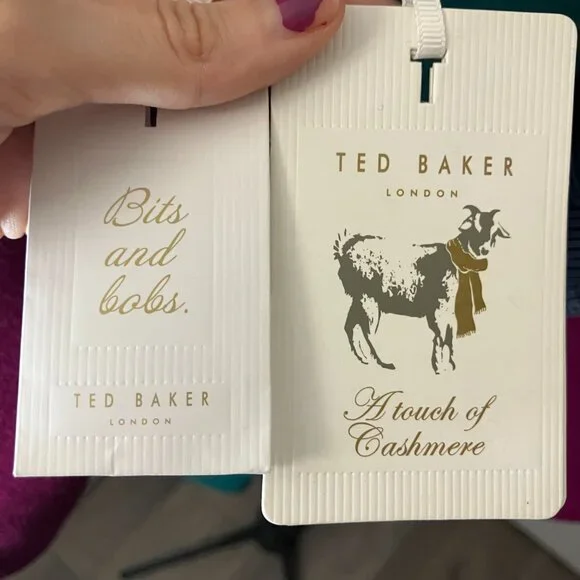 Bits
and
bobs.
TED BAKER
LONDON
TED BAKER
LONDON
A touch of
Cashmere